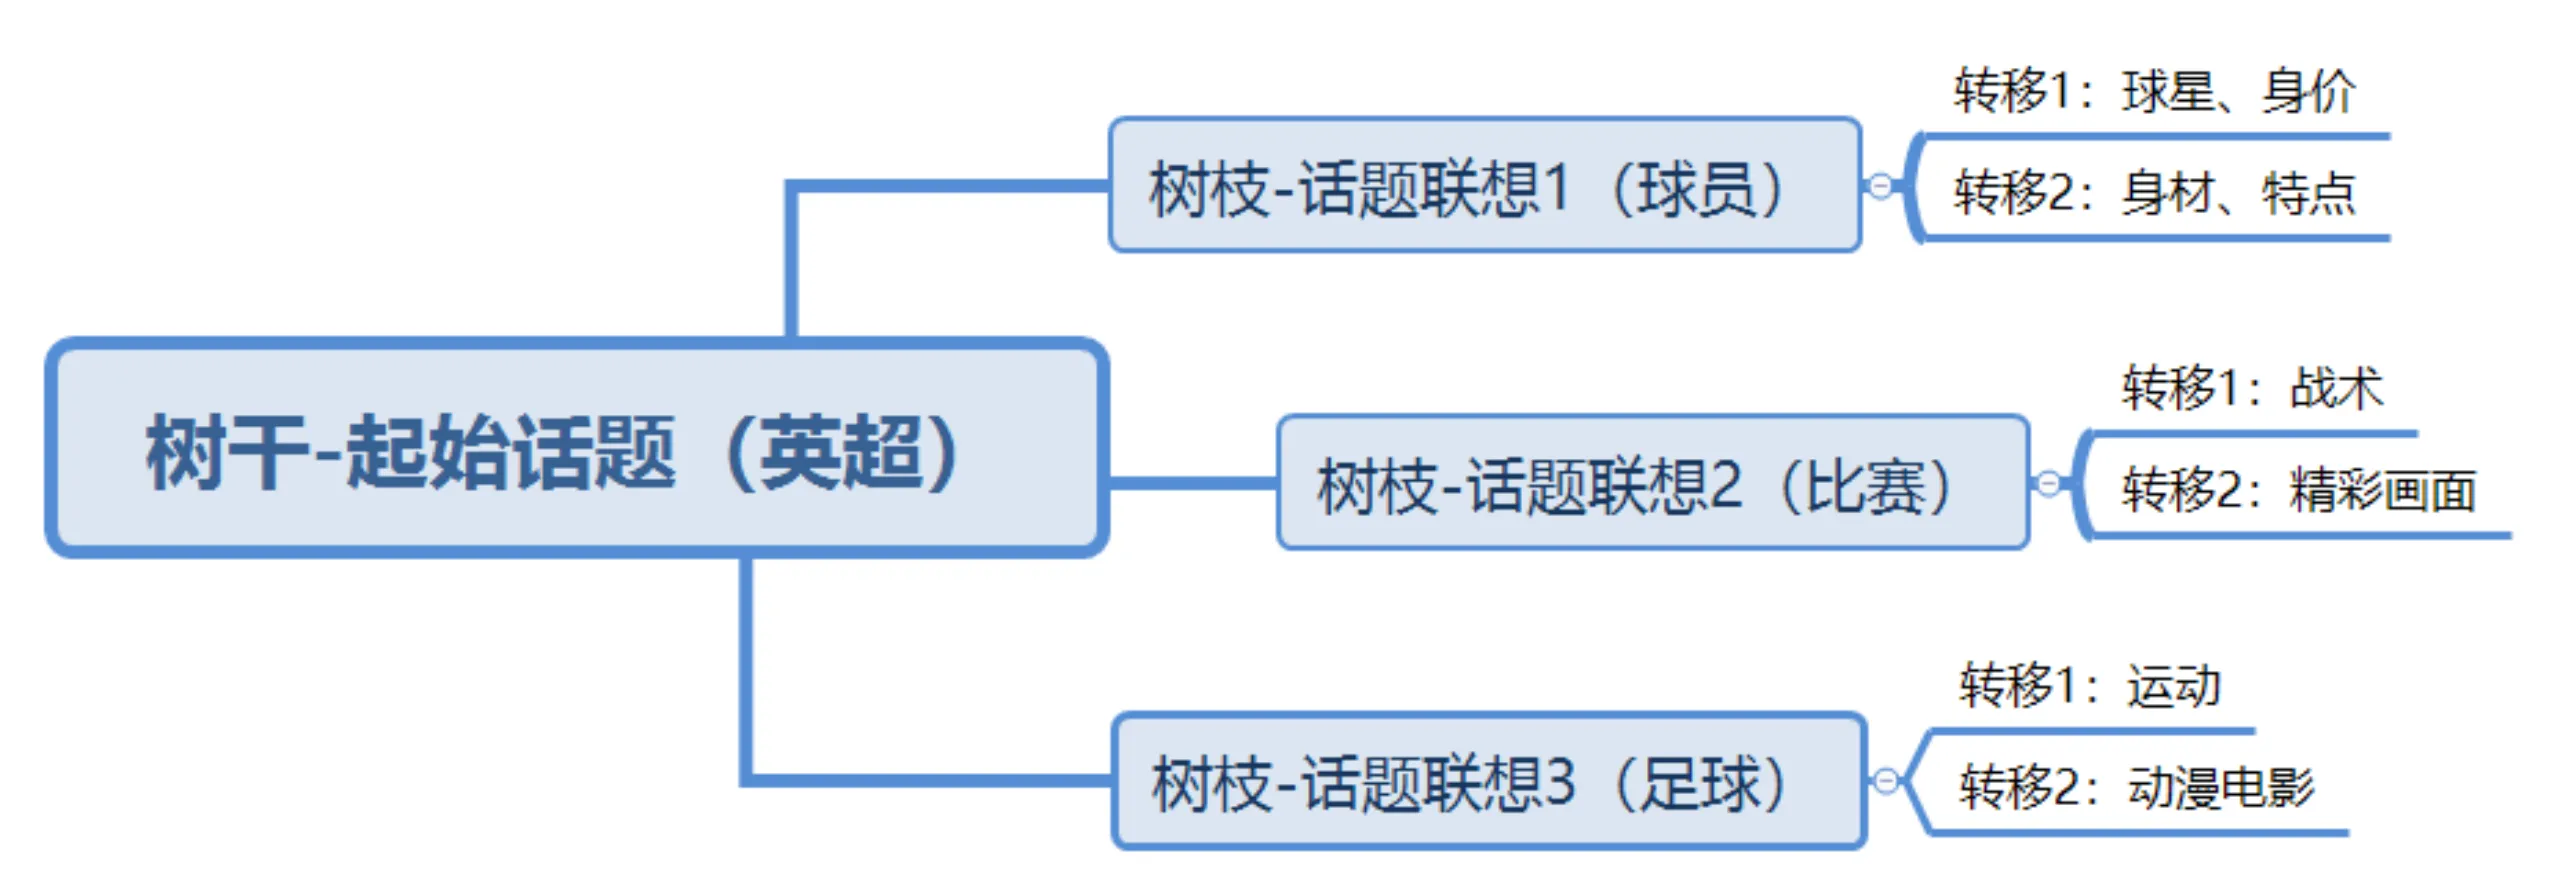 树干-起始话题（英超）
树枝-话题联想1（球员）
转移1：球星、身价
转移2：身材、特点
树枝-话题联想2（比赛）
转移1：战术
转移2：精彩画面
树枝-话题联想3（足球）
转移1：运动
转移2：动漫电影